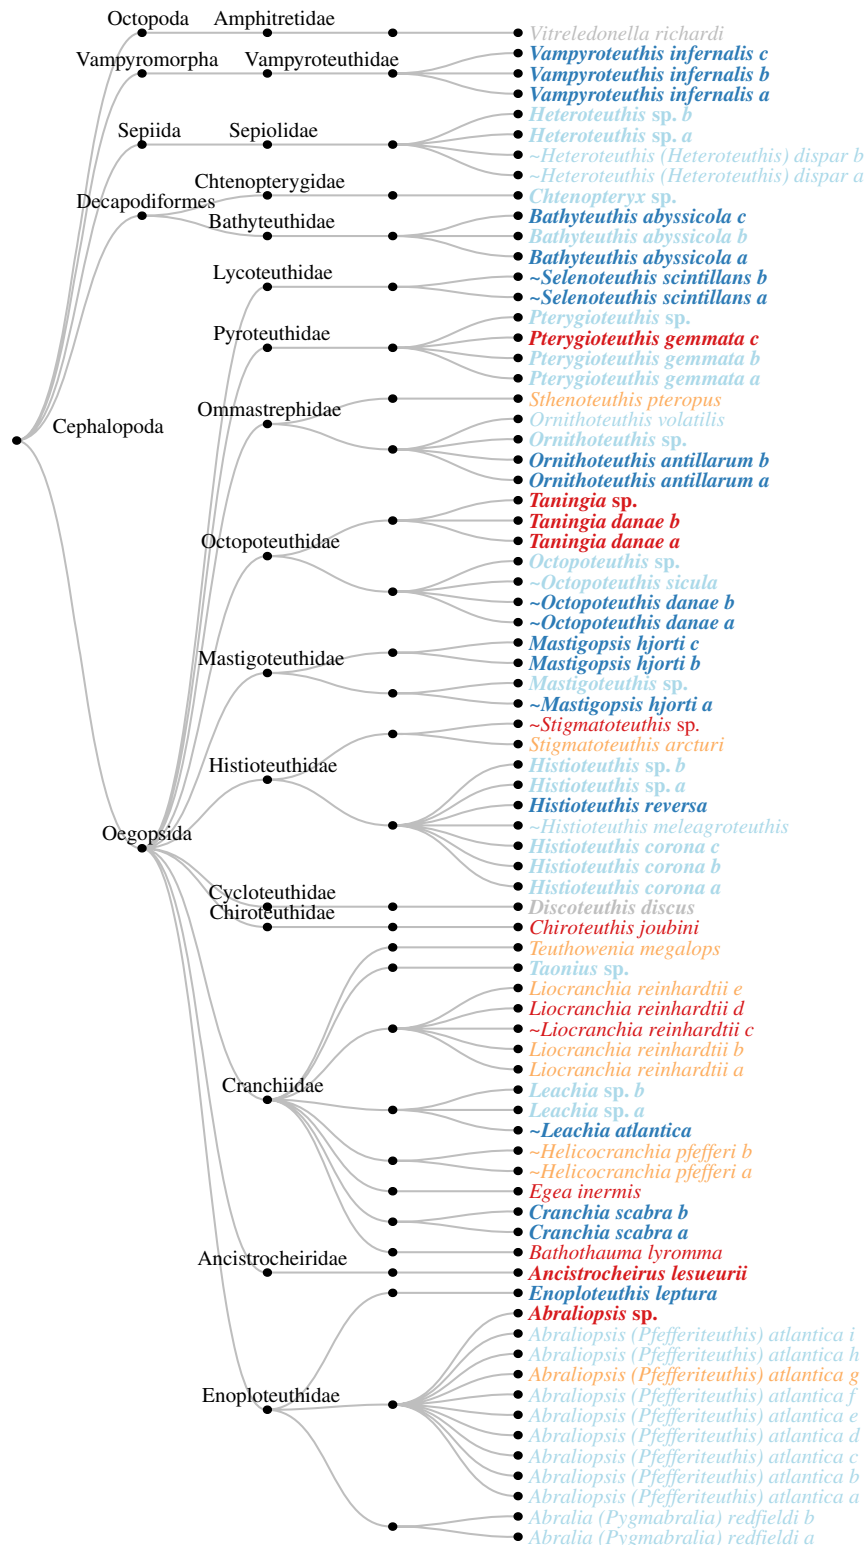 Octopoda
Amphitretidae
Vitreledonella richardi
Vampyroteuthis infernalis c
Vampyromorpha
Vampyroteuthidae
Vampyroteuthis infernalis b
Vampyroteuthis infernalis a
Heteroteuthis sp. b
Sepiida
Sepiolidae
Heteroteuthis sp. a
~Heteroteuthis (Heteroteuthis) dispar b
~Heteroteuthis (Heteroteuthis) dispar a
Chtenopterygidae
Chtenopteryx sp.
Decapodiformes
Bathyteuthis abyssicola c
Bathyteuthidae
Bathyteuthis abyssicola b
Bathyteuthis abyssicola a
Lycoteuthidae
~Selenoteuthis scintillans b
~Selenoteuthis scintillans a
Pterygioteuthis sp.
Pyroteuthidae
Pterygioteuthis gemmata c
Pterygioteuthis gemmata b
Pterygioteuthis gemmata a
Sthenoteuthis pteropus
Ommastrephidae
Ornithoteuthis volatilis
Cephalopoda
Ornithoteuthis sp.
Ornithoteuthis antillarum b
Ornithoteuthis antillarum a
Taningia sp.
Taningia danae b
Octopoteuthidae
Taningia danae a
Octopoteuthis sp.
~Octopoteuthis sicula
~Octopoteuthis danae b
~Octopoteuthis danae a
Mastigopsis hjorti c
Mastigoteuthidae
Mastigopsis hjorti b
Mastigoteuthis sp.
~Mastigopsis hjorti a
~Stigmatoteuthis sp.
Stigmatoteuthis arcturi
Histioteuthidae
Histioteuthis sp. b
Histioteuthis sp. a
Histioteuthis reversa
Oegopsida
~Histioteuthis meleagroteuthis
Histioteuthis corona c
Histioteuthis corona b
Histioteuthis corona a
Cycloteuthidae
Discoteuthis discus
Chiroteuthidae
Chiroteuthis joubini
Teuthowenia megalops
Taonius sp.
Liocranchia reinhardtii e
Liocranchia reinhardtii d
~Liocranchia reinhardtii c
Liocranchia reinhardtii b
Liocranchia reinhardtii a
Cranchiidae
Leachia sp. b
Leachia sp. a
~Leachia atlantica
~Helicocranchia pfefferi b
~Helicocranchia pfefferi a
Egea inermis
Cranchia scabra b
Cranchia scabra a
Bathothauma lyromma
Ancistrocheiridae
Ancistrocheirus lesueurii
Enoploteuthis leptura
Abraliopsis sp.
Abraliopsis (Pfefferiteuthis) atlantica i
Abraliopsis (Pfefferiteuthis) atlantica h
Abraliopsis (Pfefferiteuthis) atlantica g
Enoploteuthidae
Abraliopsis (Pfefferiteuthis) atlantica f
Abraliopsis (Pfefferiteuthis) atlantica e
Abraliopsis (Pfefferiteuthis) atlantica d
Abraliopsis (Pfefferiteuthis) atlantica c
Abraliopsis (Pfefferiteuthis) atlantica b
Abraliopsis (Pfefferiteuthis) atlantica a
Abralia (Pygmabralia) redfieldi b
Abralia (Pygmabralia) redfieldi a